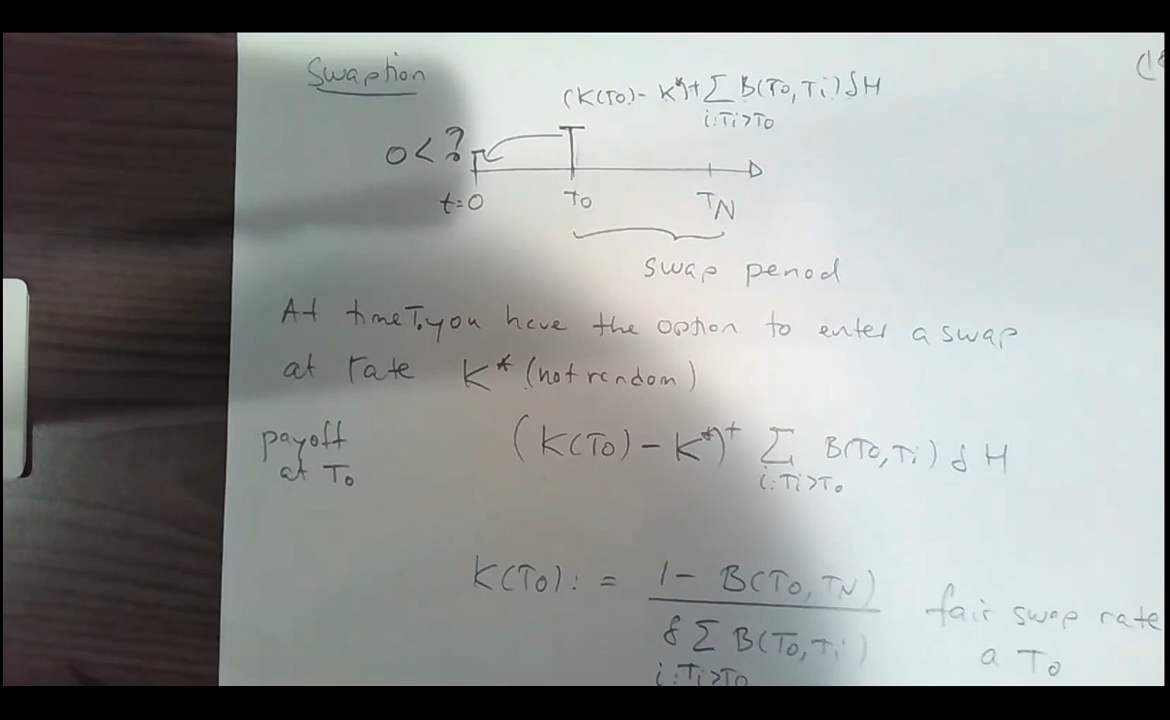 Swaption
(K(T0)- K*)+ ∑ B(T0,Ti)δH
i:Ti>T0
0<?
t=0 T0 TN
swap period
At time T0 you have the option to enter a swap
at rate K* (not random)
payoff
at T0
(K(T0)-K*)+ ∑ B(T0,Ti) δ H
i:Ti>T0
K(T0):= 1- B(T0,TN)
δ ∑ B(T0,Ti)
i:Ti>T0
fair swap rate
a T0